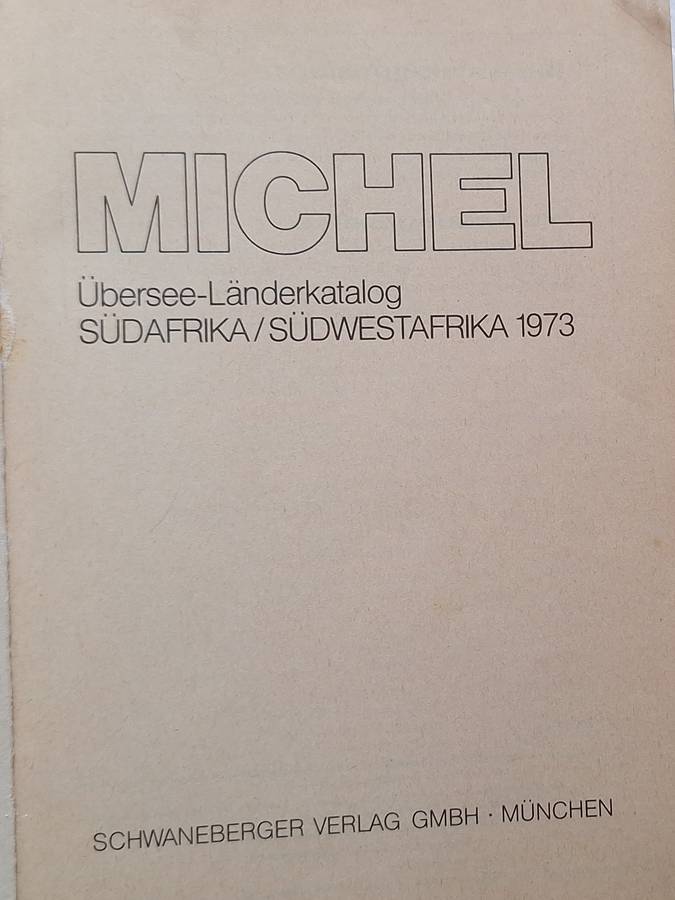 MICHEL
Übersee-Länderkatalog
SÜDAFRIKA/SÜDWESTAFRIKA 1973
SCHWANEBERGER VERLAG GMBH · MÜNCHEN